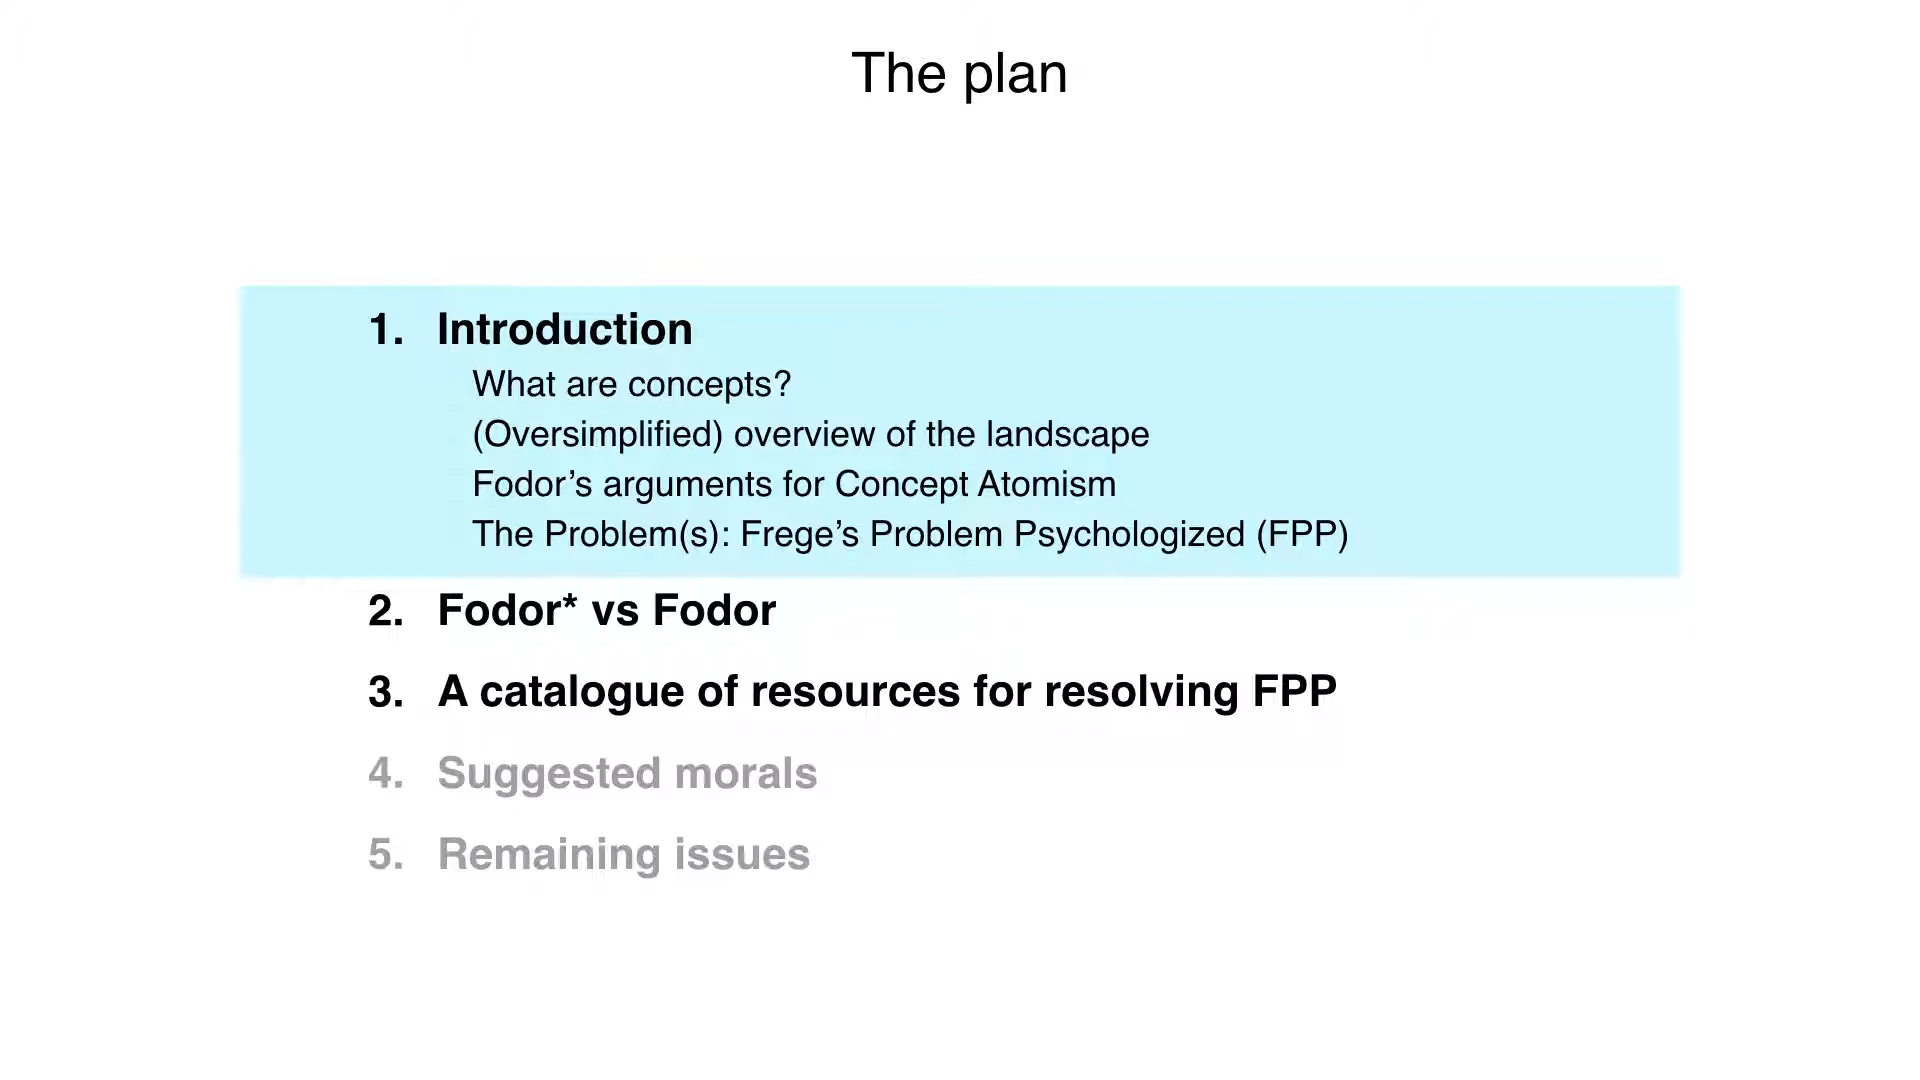 The plan
1. Introduction
What are concepts?
(Oversimplified) overview of the landscape
Fodor’s arguments for Concept Atomism
The Problem(s): Frege’s Problem Psychologized (FPP)
2. Fodor* vs Fodor
3. A catalogue of resources for resolving FPP
4. Suggested morals
5. Remaining issues